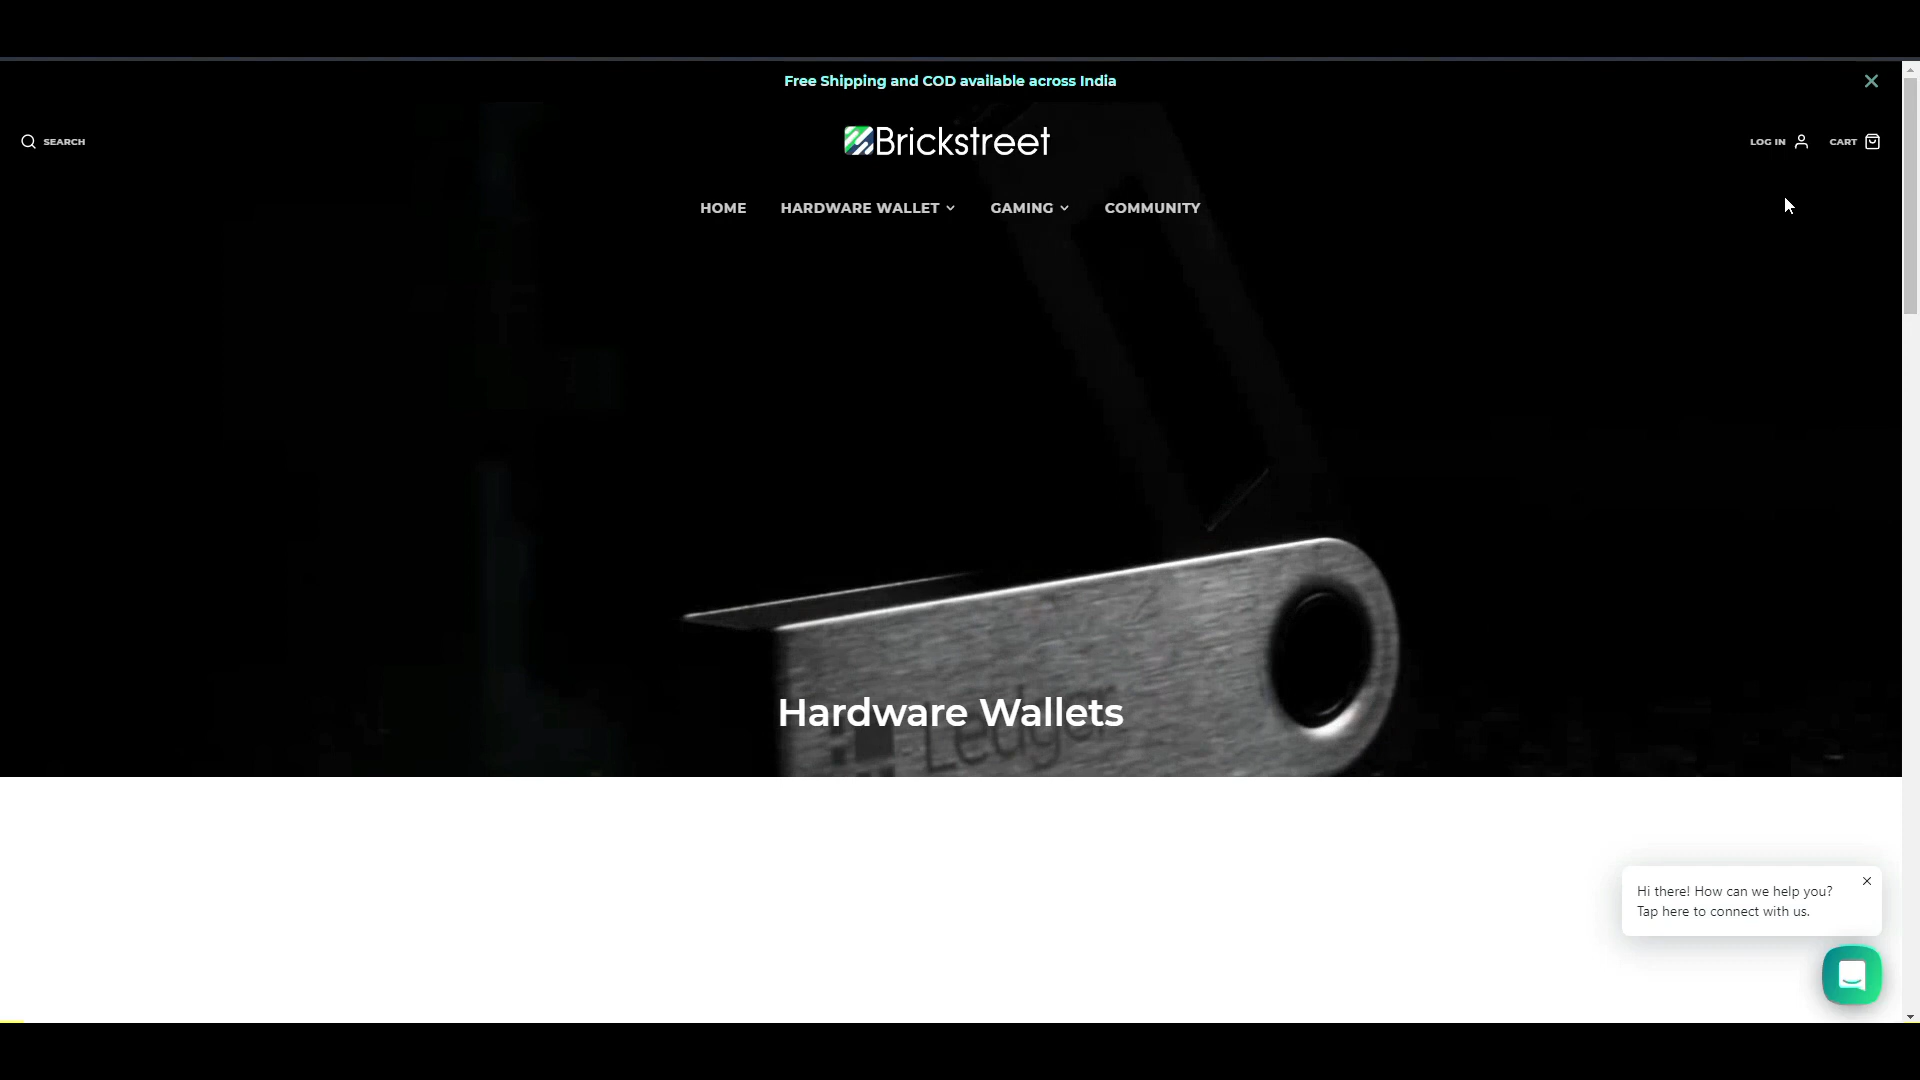 Free Shipping and COD available across India
SEARCH
Brickstreet
LOG IN
CART
HOME
HARDWARE WALLET
GAMING
COMMUNITY
Hardware Wallets
Ledger
Hi there! How can we help you?
Tap here to connect with us.